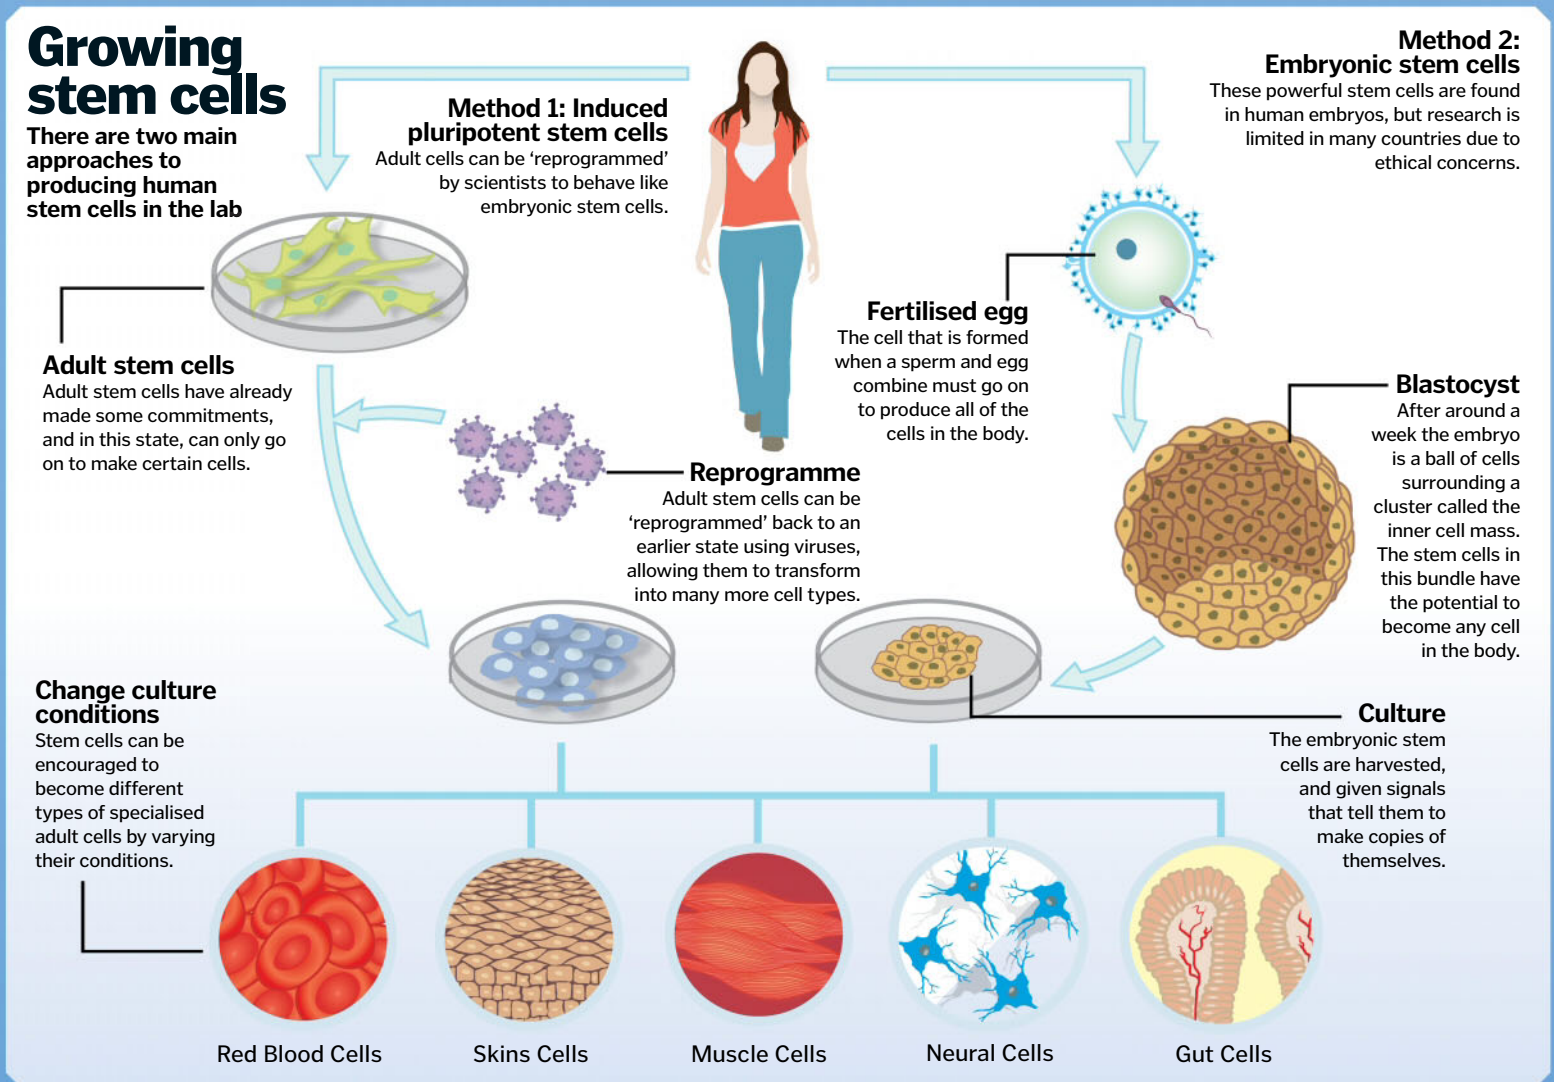 Growing
stem cells
There are two main
approaches to
producing human
stem cells in the lab
Method 1: Induced
pluripotent stem cells
Adult cells can be ‘reprogrammed’
by scientists to behave like
embryonic stem cells.
Method 2:
Embryonic stem cells
These powerful stem cells are found
in human embryos, but research is
limited in many countries due to
ethical concerns.
Adult stem cells
Adult stem cells have already
made some commitments,
and in this state, can only go
on to make certain cells.
Fertilised egg
The cell that is formed
when a sperm and egg
combine must go on
to produce all of the
cells in the body.
Reprogramme
Adult stem cells can be
‘reprogrammed’ back to an
earlier state using viruses,
allowing them to transform
into many more cell types.
Blastocyst
After around a
week the embryo
is a ball of cells
surrounding a
cluster called the
inner cell mass.
The stem cells in
this bundle have
the potential to
become any cell
in the body.
Change culture
conditions
Stem cells can be
encouraged to
become different
types of specialised
adult cells by varying
their conditions.
Culture
The embryonic stem
cells are harvested,
and given signals
that tell them to
make copies of
themselves.
Red Blood Cells
Skins Cells
Muscle Cells
Neural Cells
Gut Cells